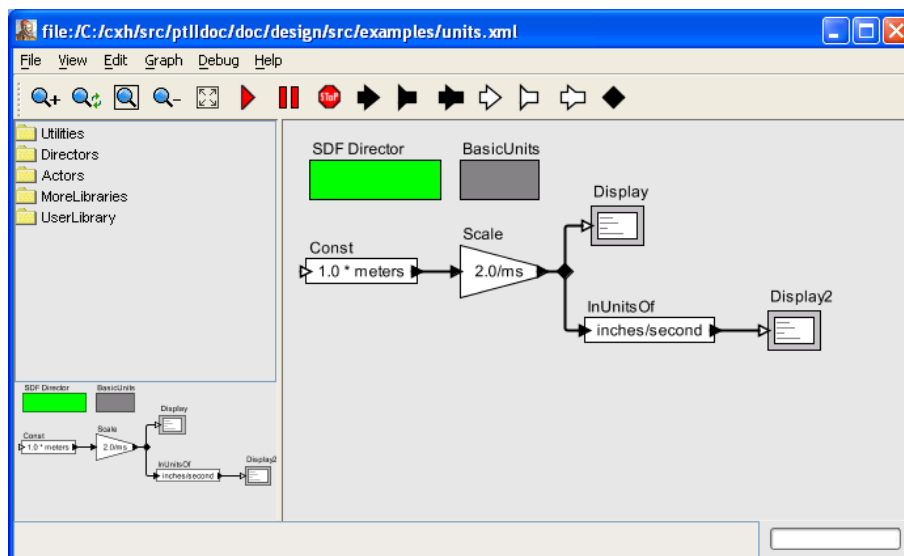 file:/C:/cxh/src/ptIIdoc/doc/design/src/examples/units.xml
File View Edit Graph Debug Help
STOP
Utilities
Directors
Actors
MoreLibraries
UserLibrary
SDF Director
BasicUnits
Display
Const
Scale
1.0 * meters
2.0/ms
InUnitsOf
Display2
inches/second
SDF Director
BasicUnits
Display
Const
Scale
1.0 * meters
2.0/ms
InUnitsOf
Display2
inches/second